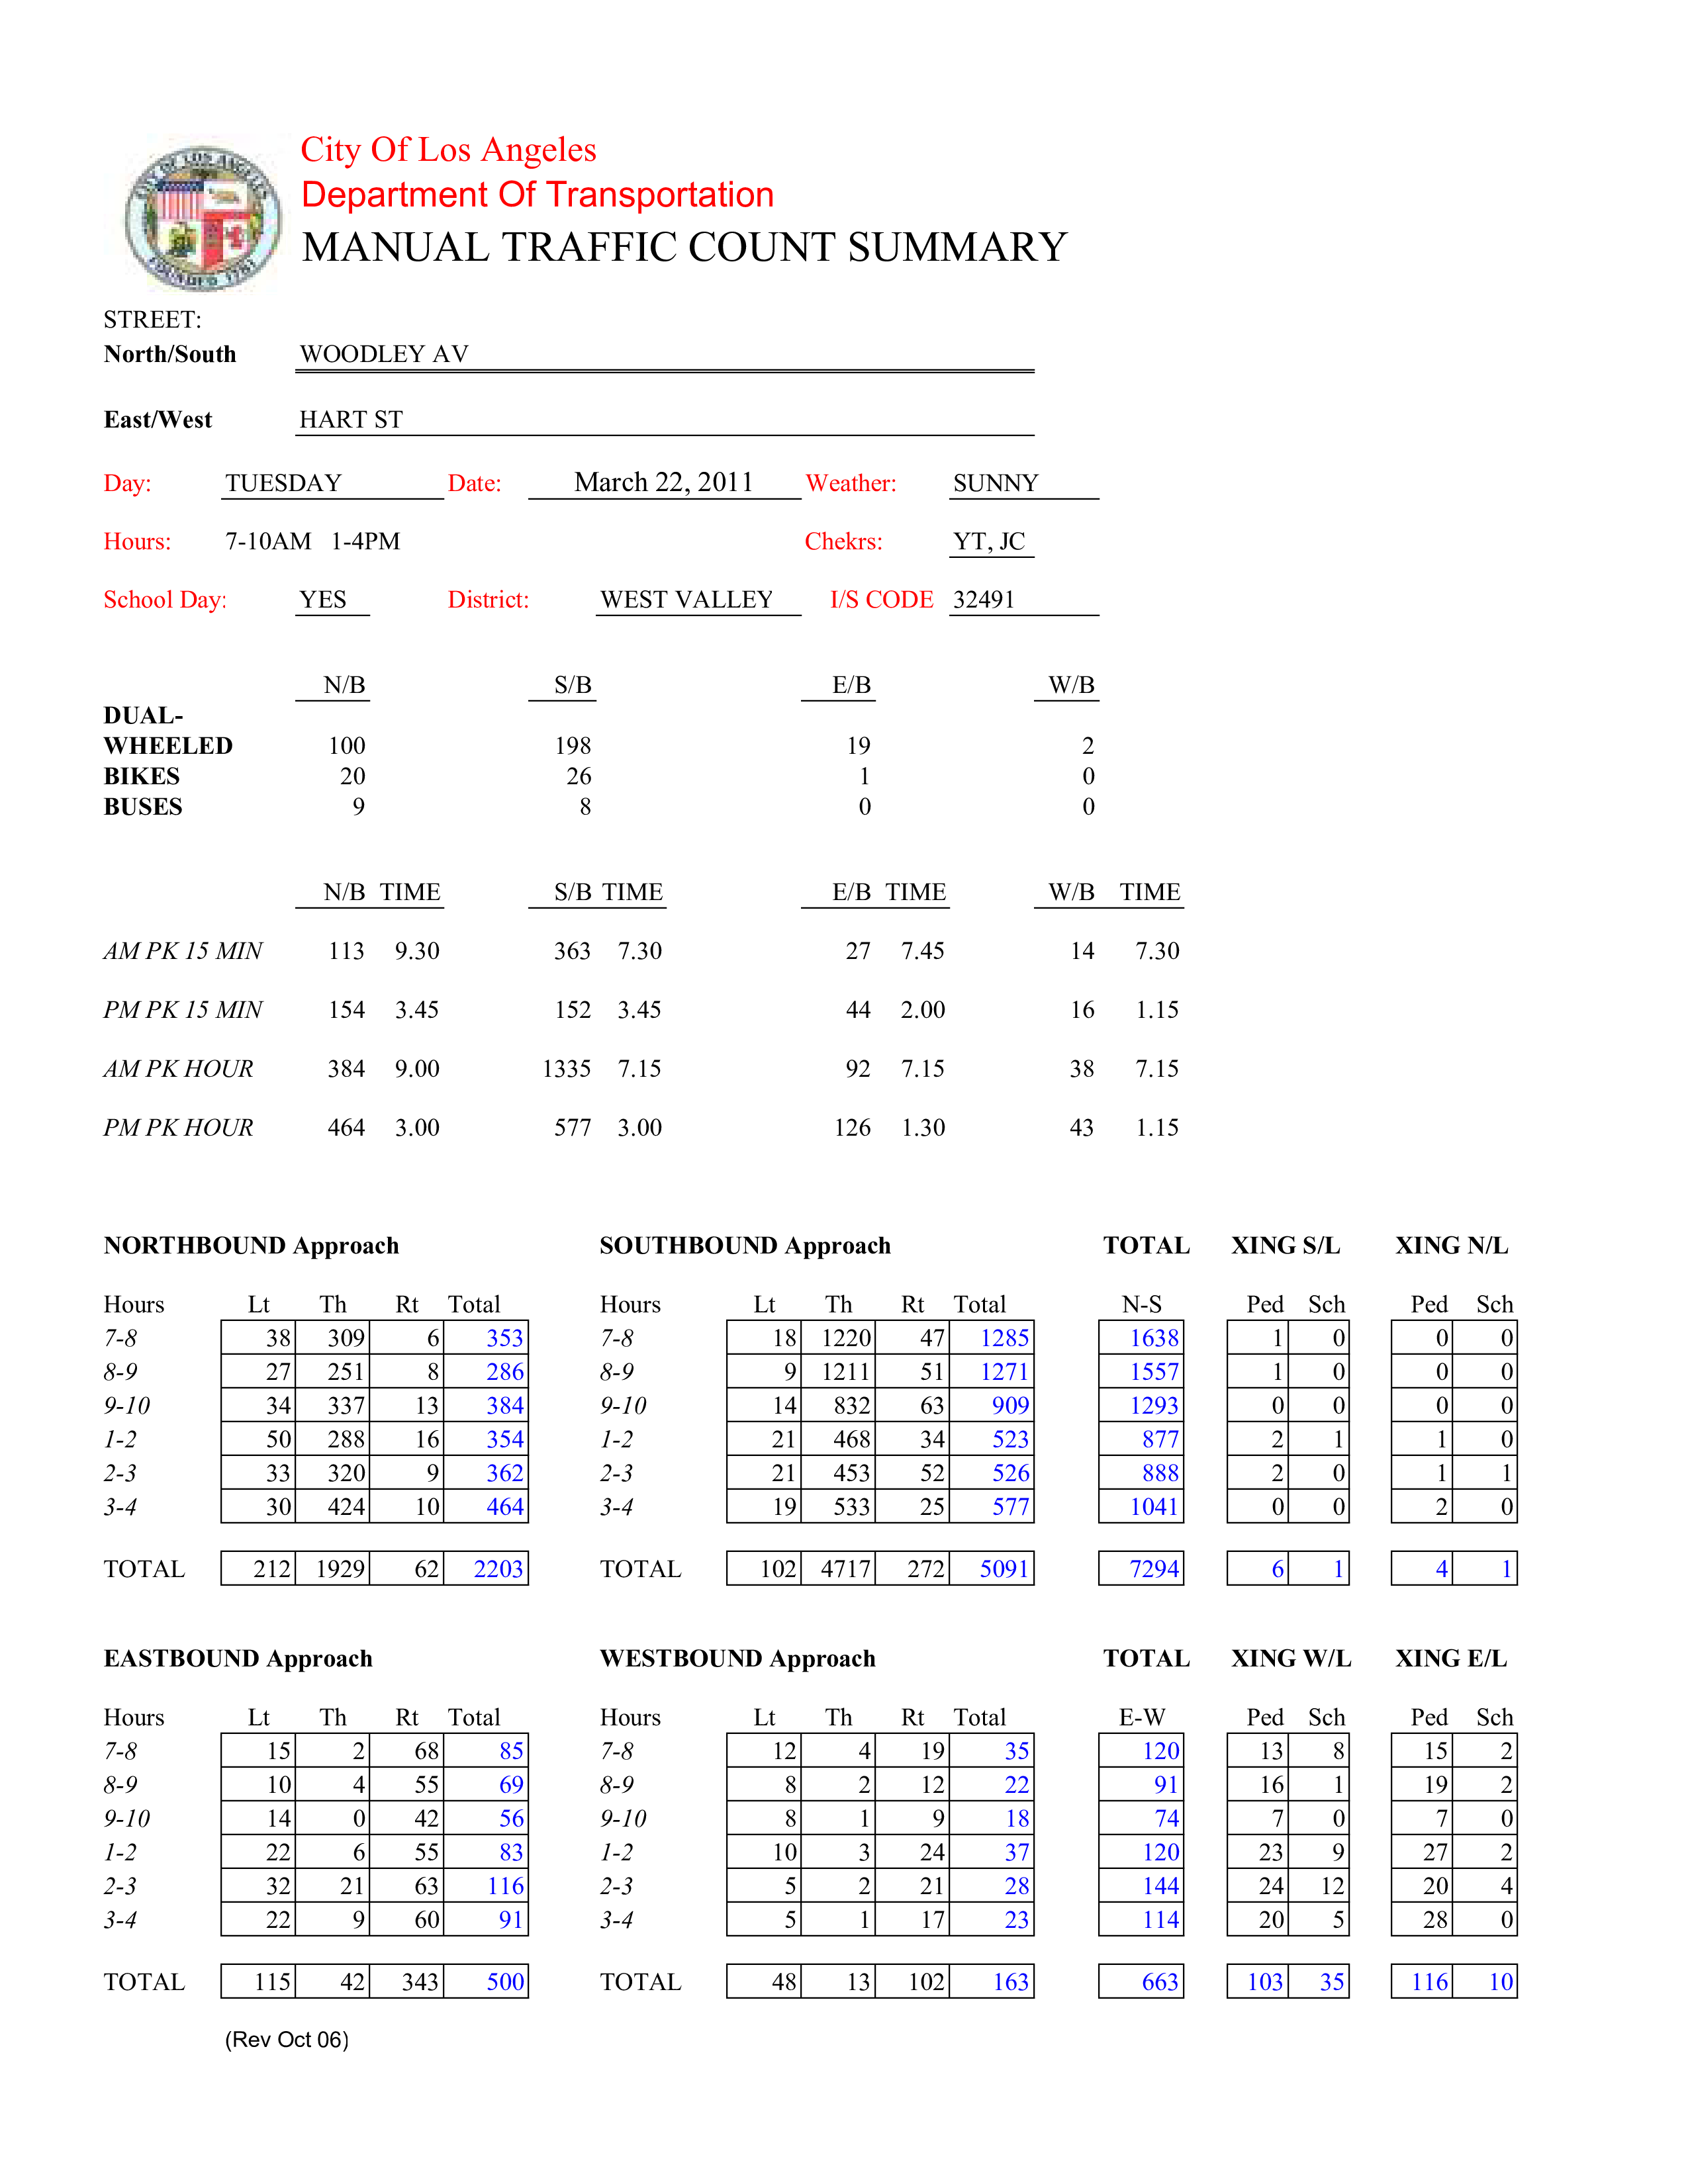 City Of Los Angeles
Department Of Transportation
MANUAL TRAFFIC COUNT SUMMARY
CITY OF LOS ANGELES
FOUNDED 1781
STREET:
North/South WOODLEY AV
East/West HART ST
Day: TUESDAY Date: March 22, 2011 Weather: SUNNY
Hours: 7-10AM 1-4PM Chekrs: YT, JC
School Day: YES District: WEST VALLEY I/S CODE 32491
N/B S/B E/B W/B
DUAL-
WHEELED 100 198 19 2
BIKES 20 26 1 0
BUSES 9 8 0 0
N/B TIME S/B TIME E/B TIME W/B TIME
AM PK 15 MIN 113 9.30 363 7.30 27 7.45 14 7.30
PM PK 15 MIN 154 3.45 152 3.45 44 2.00 16 1.15
AM PK HOUR 384 9.00 1335 7.15 92 7.15 38 7.15
PM PK HOUR 464 3.00 577 3.00 126 1.30 43 1.15
NORTHBOUND Approach SOUTHBOUND Approach TOTAL XING S/L XING N/L
Hours Lt Th Rt Total Hours Lt Th Rt Total N-S Ped Sch Ped Sch
7-8 38 309 6 353 7-8 18 1220 47 1285 1638 1 0 0 0
8-9 27 251 8 286 8-9 9 1211 51 1271 1557 1 0 0 0
9-10 34 337 13 384 9-10 14 832 63 909 1293 0 0 0 0
1-2 50 288 16 354 1-2 21 468 34 523 877 2 1 1 0
2-3 33 320 9 362 2-3 21 453 52 526 888 2 0 1 1
3-4 30 424 10 464 3-4 19 533 25 577 1041 0 0 2 0
TOTAL 212 1929 62 2203 TOTAL 102 4717 272 5091 7294 6 1 4 1
EASTBOUND Approach WESTBOUND Approach TOTAL XING W/L XING E/L
Hours Lt Th Rt Total Hours Lt Th Rt Total E-W Ped Sch Ped Sch
7-8 15 2 68 85 7-8 12 4 19 35 120 13 8 15 2
8-9 10 4 55 69 8-9 8 2 12 22 91 16 1 19 2
9-10 14 0 42 56 9-10 8 1 9 18 74 7 0 7 0
1-2 22 6 55 83 1-2 10 3 24 37 120 23 9 27 2
2-3 32 21 63 116 2-3 5 2 21 28 144 24 12 20 4
3-4 22 9 60 91 3-4 5 1 17 23 114 20 5 28 0
TOTAL 115 42 343 500 TOTAL 48 13 102 163 663 103 35 116 10
(Rev Oct 06)